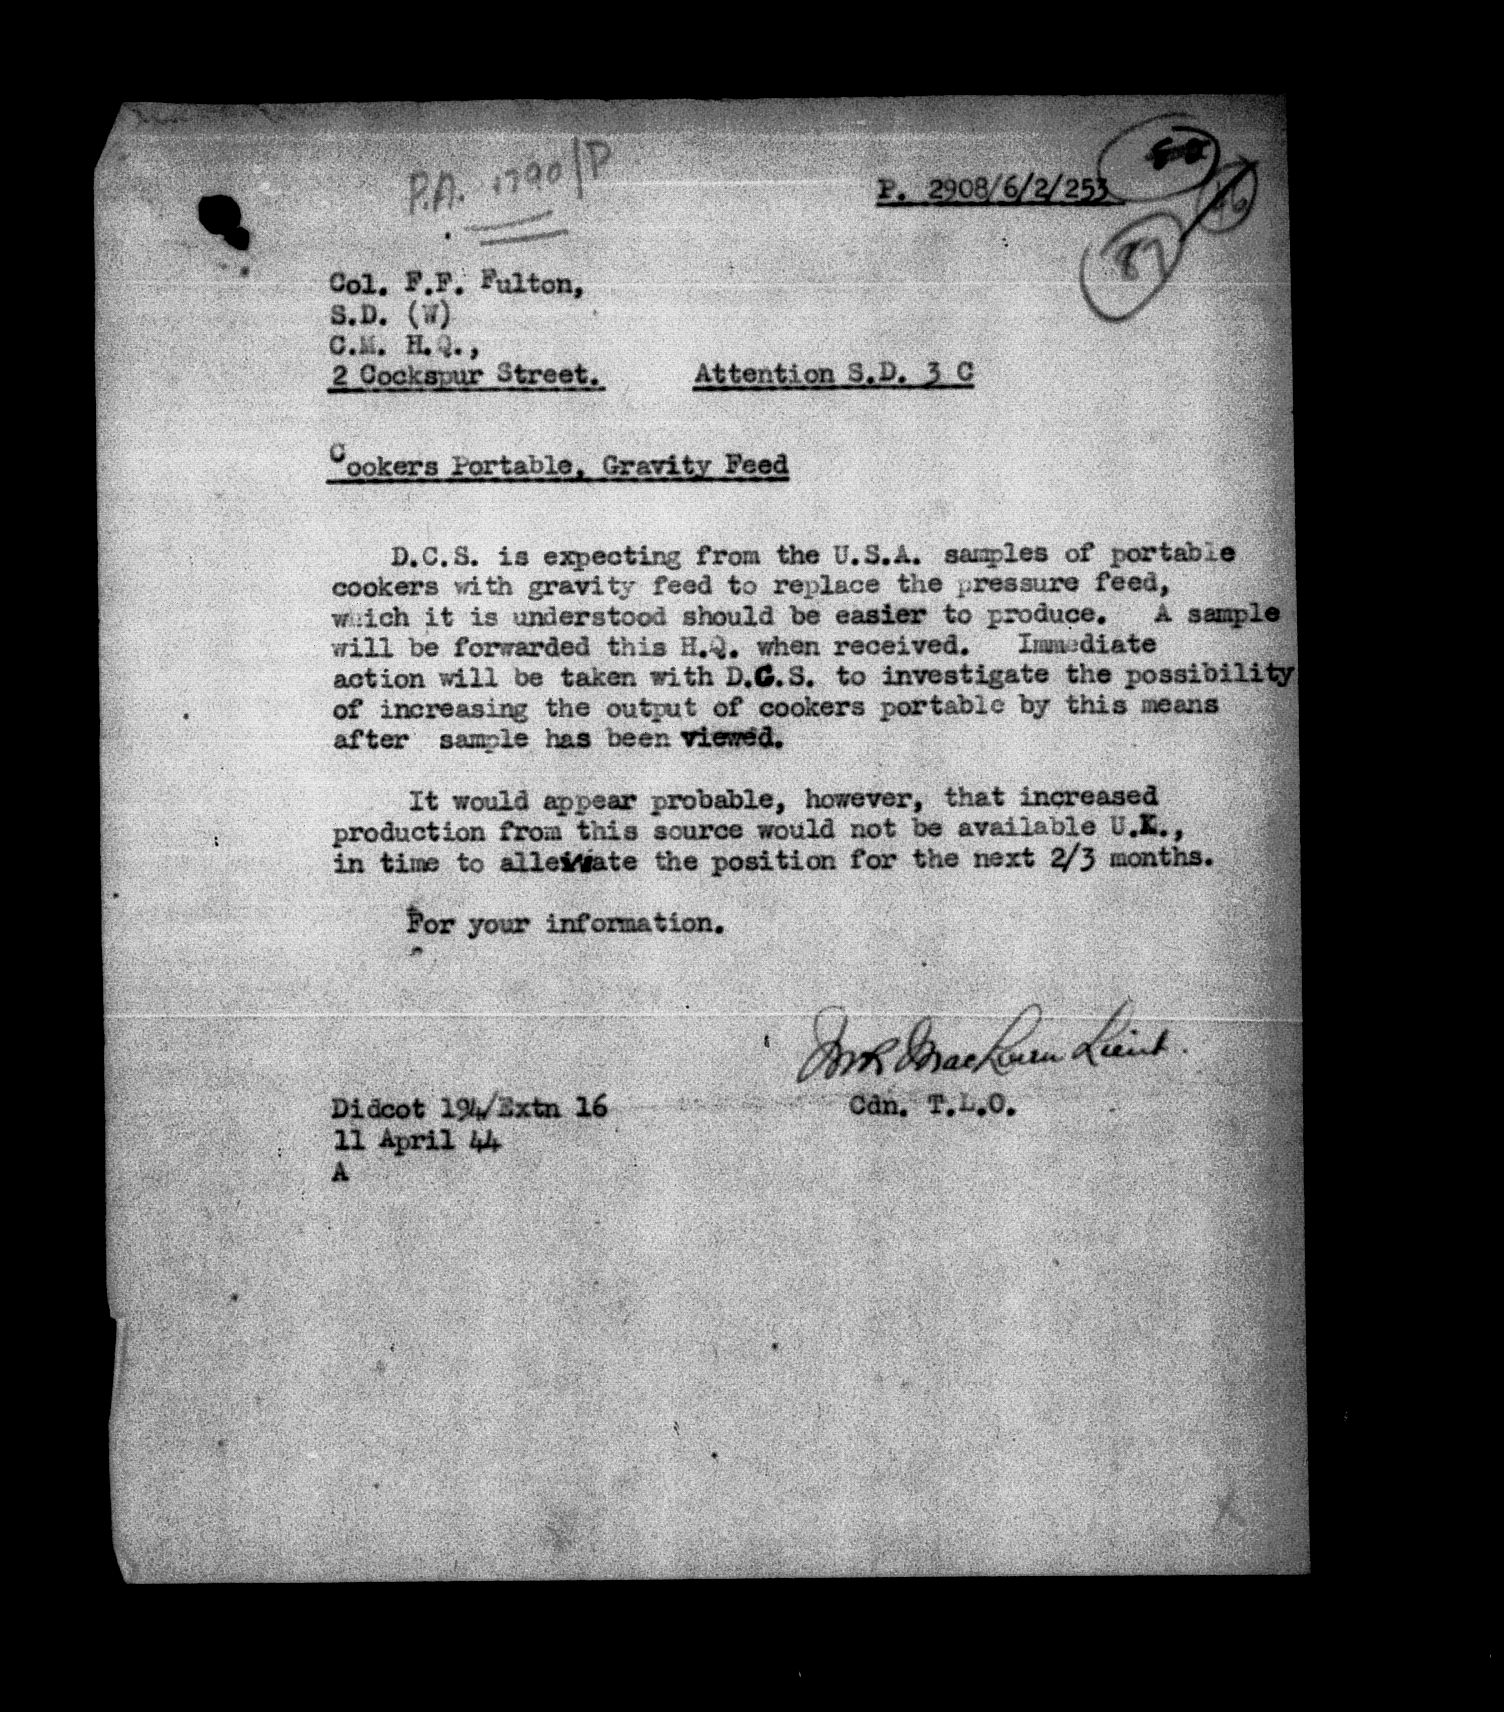 P.A. 1790/P
P. 2908/6/2/253
46
87
Col. F.F. Fulton,
S.D. (W)
C.M. H.Q.,
2 Cockspur Street. Attention S.D. 3 C
Cookers Portable, Gravity Feed
D.C.S. is expecting from the U.S.A. samples of portable
cookers with gravity feed to replace the pressure feed,
which it is understood should be easier to produce. A sample
will be forwarded this H.Q. when received. Immediate
action will be taken with D.C.S. to investigate the possibility
of increasing the output of cookers portable by this means
after sample has been viewed.
It would appear probable, however, that increased
production from this source would not be available U.K.,
in time to alleviate the position for the next 2/3 months.
For your information.
Lieut.
Didcot 194/Extn 16 Cdn. T.L.O.
11 April 44
A